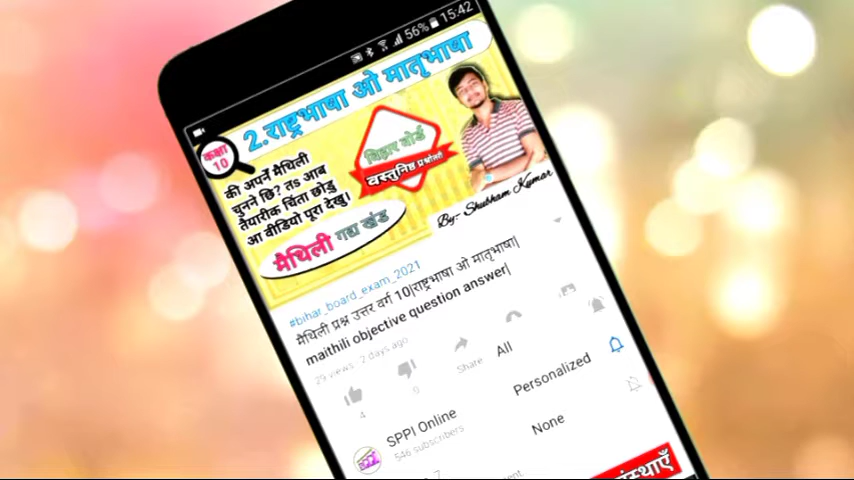 56% 15:42
2.राष्ट्रभाषा ओ मातृभाषा
कक्षा
10
की अपनें मैथिली
चुनने छि? तs आब
तैयारीक चिंता छोड़ु
आ वीडियो पूरा देखु!
बिहार बोर्ड
वस्तुनिष्ठ प्रश्नोत्तरी
मैथिली गद्य खंड
By:- Shubham Kumar
#bihar_board_exam_2021
मैथिली प्रश्न उत्तर वर्ग 10|राष्ट्रभाषा ओ मातृभाषा|
maithili objective question answer|
29 views · 2 days ago
4
0
Share
All
Personalized
None
SPPI Online
546 subscribers